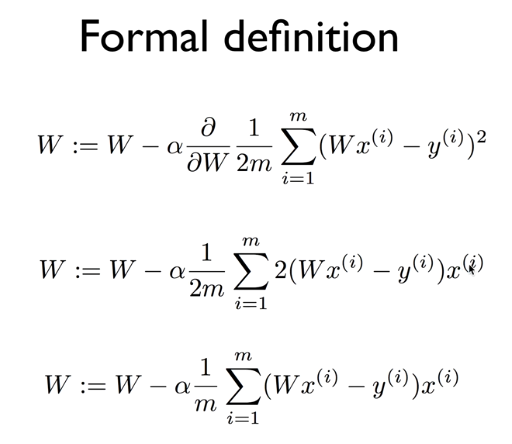 Formal definition
W := W − α ∂/∂W 1/2m ∑_{i=1}^{m} (Wx^{(i)} − y^{(i)})^2
W := W − α 1/2m ∑_{i=1}^{m} 2(Wx^{(i)} − y^{(i)})x^{(i)}
W := W − α 1/m ∑_{i=1}^{m} (Wx^{(i)} − y^{(i)})x^{(i)}